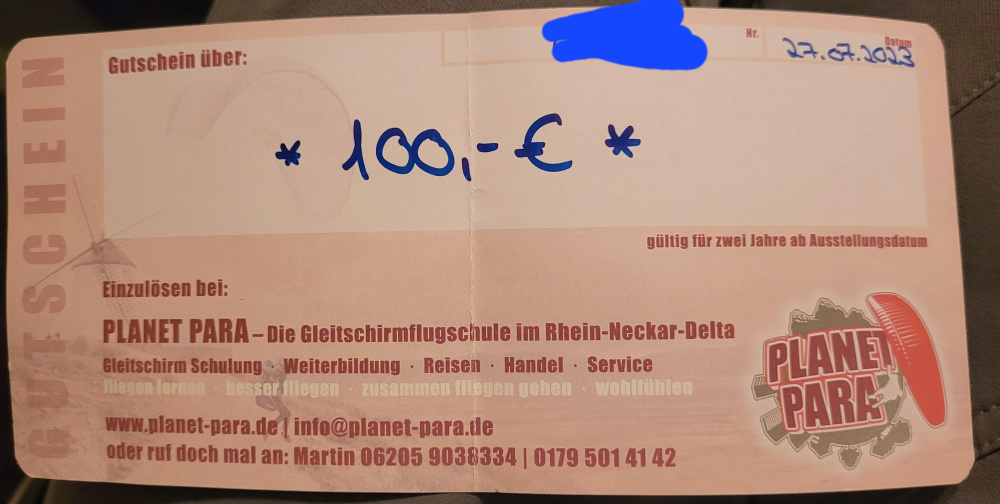 GUTSCHEIN
Gutschein über:
Nr.
Datum
27.07.2023
* 100,- € *
gültig für zwei Jahre ab Ausstellungsdatum
Einzulösen bei:
PLANET PARA – Die Gleitschirmflugschule im Rhein-Neckar-Delta
Gleitschirm Schulung · Weiterbildung · Reisen · Handel · Service
fliegen lernen · besser fliegen · zusammen fliegen gehen · wohlfühlen
www.planet-para.de | info@planet-para.de
oder ruf doch mal an: Martin 06205 9038334 | 0179 501 41 42
PLANET
PARA